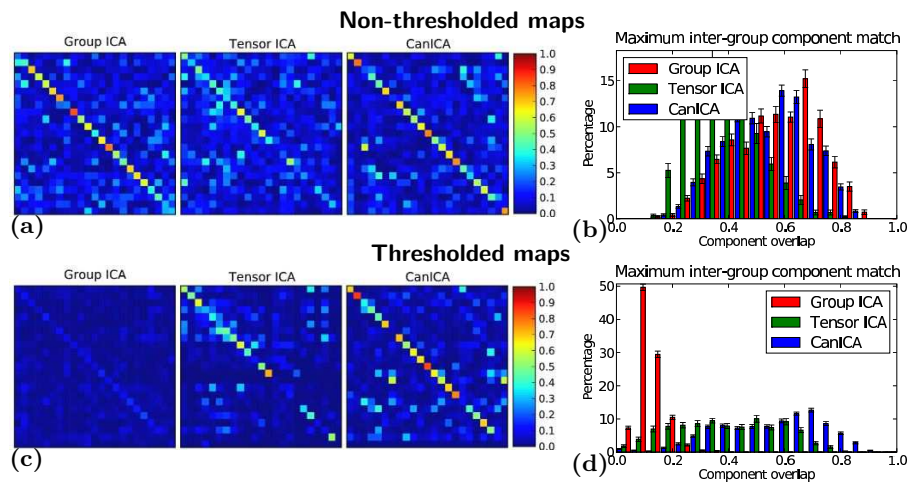 Non-thresholded maps
Group ICA Tensor ICA CanICA
1.0
0.9
0.8
0.7
0.6
0.5
0.4
0.3
0.2
0.1
0.0
(a)
Maximum inter-group component match
Group ICA
Tensor ICA
CanICA
Percentage
15
10
5
0
0.0 0.2 0.4 0.6 0.8 1.0
Component overlap
(b)
Thresholded maps
Group ICA Tensor ICA CanICA
1.0
0.9
0.8
0.7
0.6
0.5
0.4
0.3
0.2
0.1
0.0
(c)
Maximum inter-group component match
Group ICA
Tensor ICA
CanICA
Percentage
50
40
30
20
10
0
0.0 0.2 0.4 0.6 0.8 1.0
Component overlap
(d)